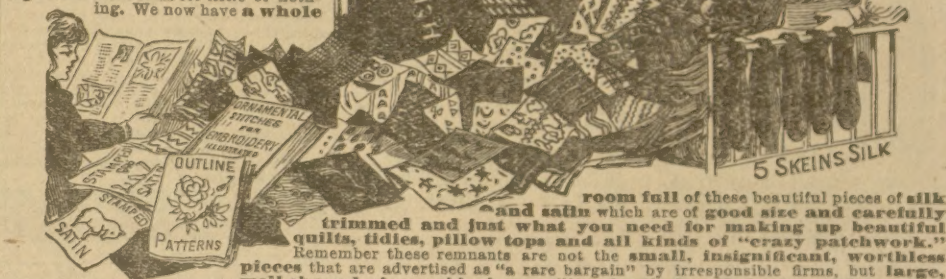 ing. We now have a whole
ORNAMENTAL
STITCHES
FOR
EMBROIDERY
ILLUSTRATED
STAMPED
SATIN
OUTLINE
PATTERNS
STAMPED
SATIN
5 SKEINS SILK
room full of these beautiful pieces of silk
and satin which are of good size and carefully
trimmed and just what you need for making up beautiful
quilts, tidies, pillow tops and all kinds of "crazy patchwork."
Remember these remnants are not the small, insignificant, worthless
pieces that are advertised as "a rare bargain" by irresponsible firms, but large